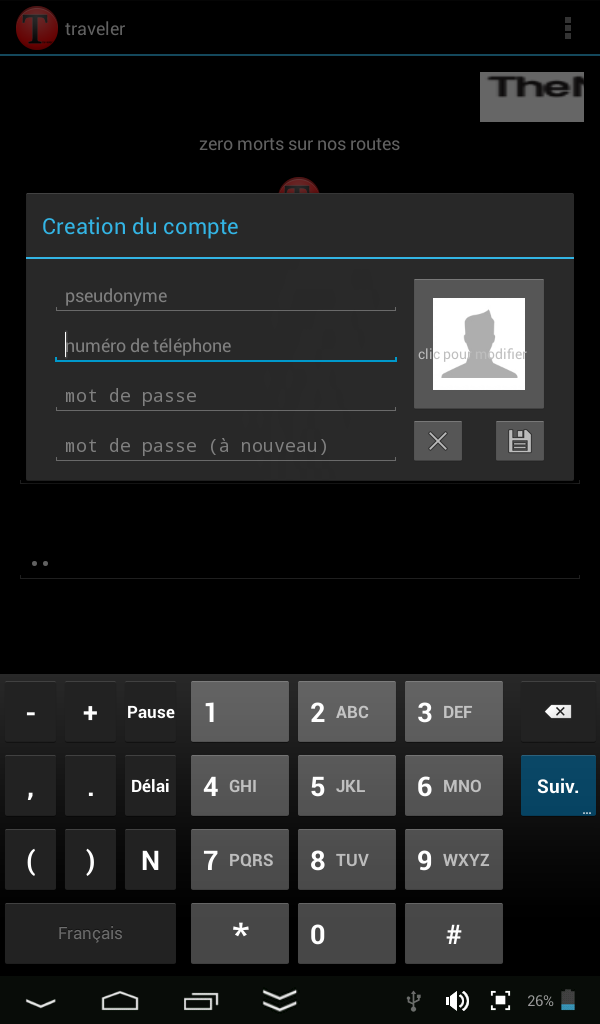 T traveler
TheN
zero morts sur nos routes
Creation du compte
pseudonyme
numéro de téléphone
clic pour modifier
mot de passe
mot de passe (à nouveau)
- + Pause 1 2 ABC 3 DEF
, . Délai 4 GHI 5 JKL 6 MNO Suiv. ...
( ) N 7 PQRS 8 TUV 9 WXYZ
Français * 0 #
26%